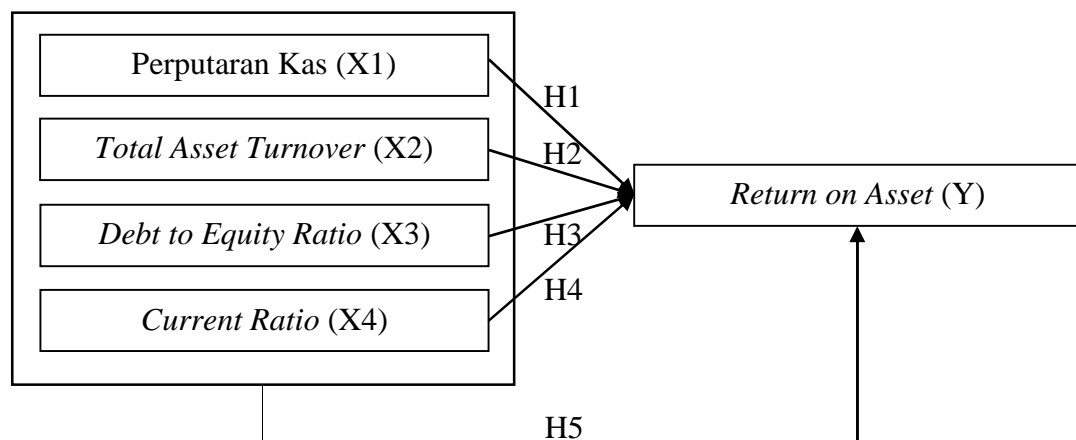 Perputaran Kas (X1)
H1
Total Asset Turnover (X2)
H2
Return on Asset (Y)
Debt to Equity Ratio (X3)
H3
H4
Current Ratio (X4)
H5